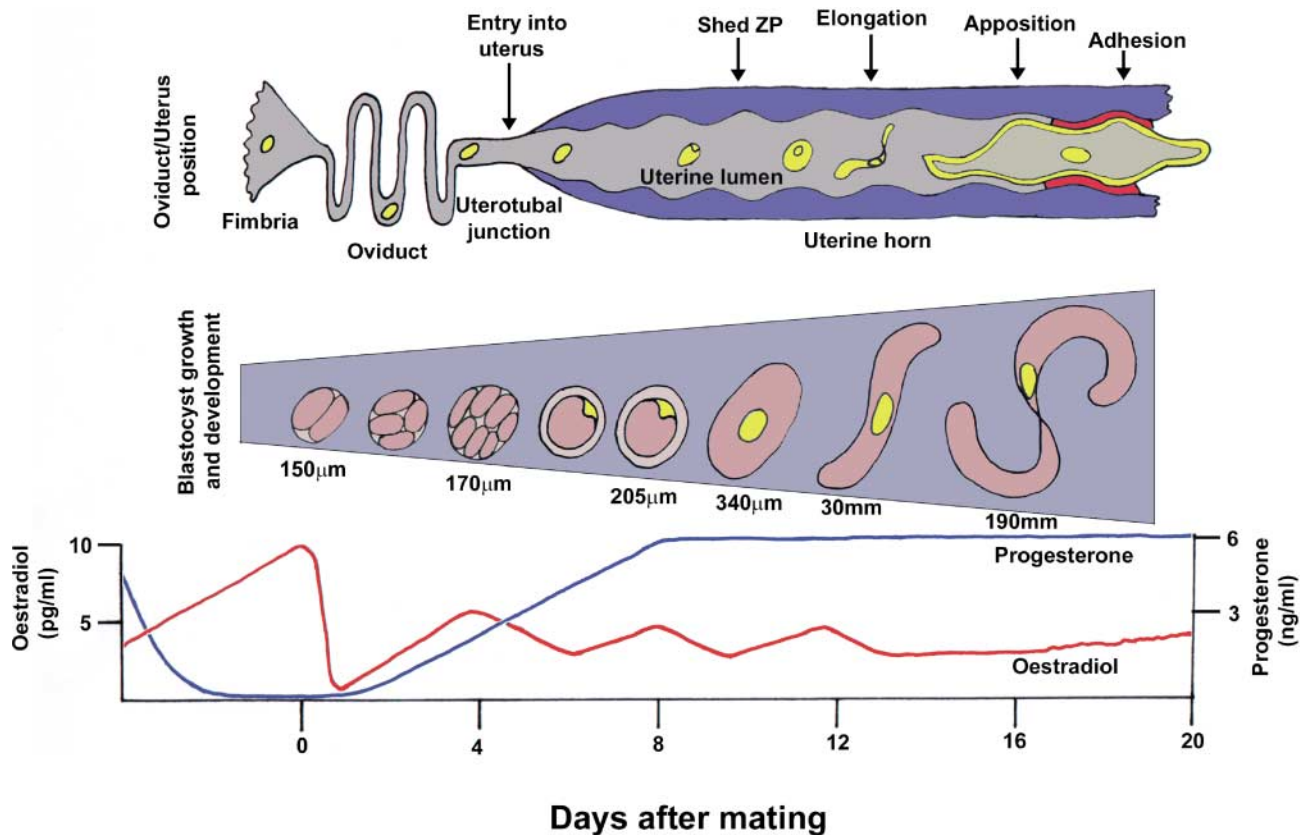 Entry into
uterus
Shed ZP
Elongation
Apposition
Adhesion
Oviduct/Uterus
position
Fimbria
Oviduct
Uterotubal
junction
Uterine lumen
Uterine horn
Blastocyst growth
and development
150μm
170μm
205μm
340μm
30mm
190mm
Oestradiol
(pg/ml)
10
5
Progesterone
Oestradiol
6
3
Progesterone
(ng/ml)
0
4
8
12
16
20
Days after mating